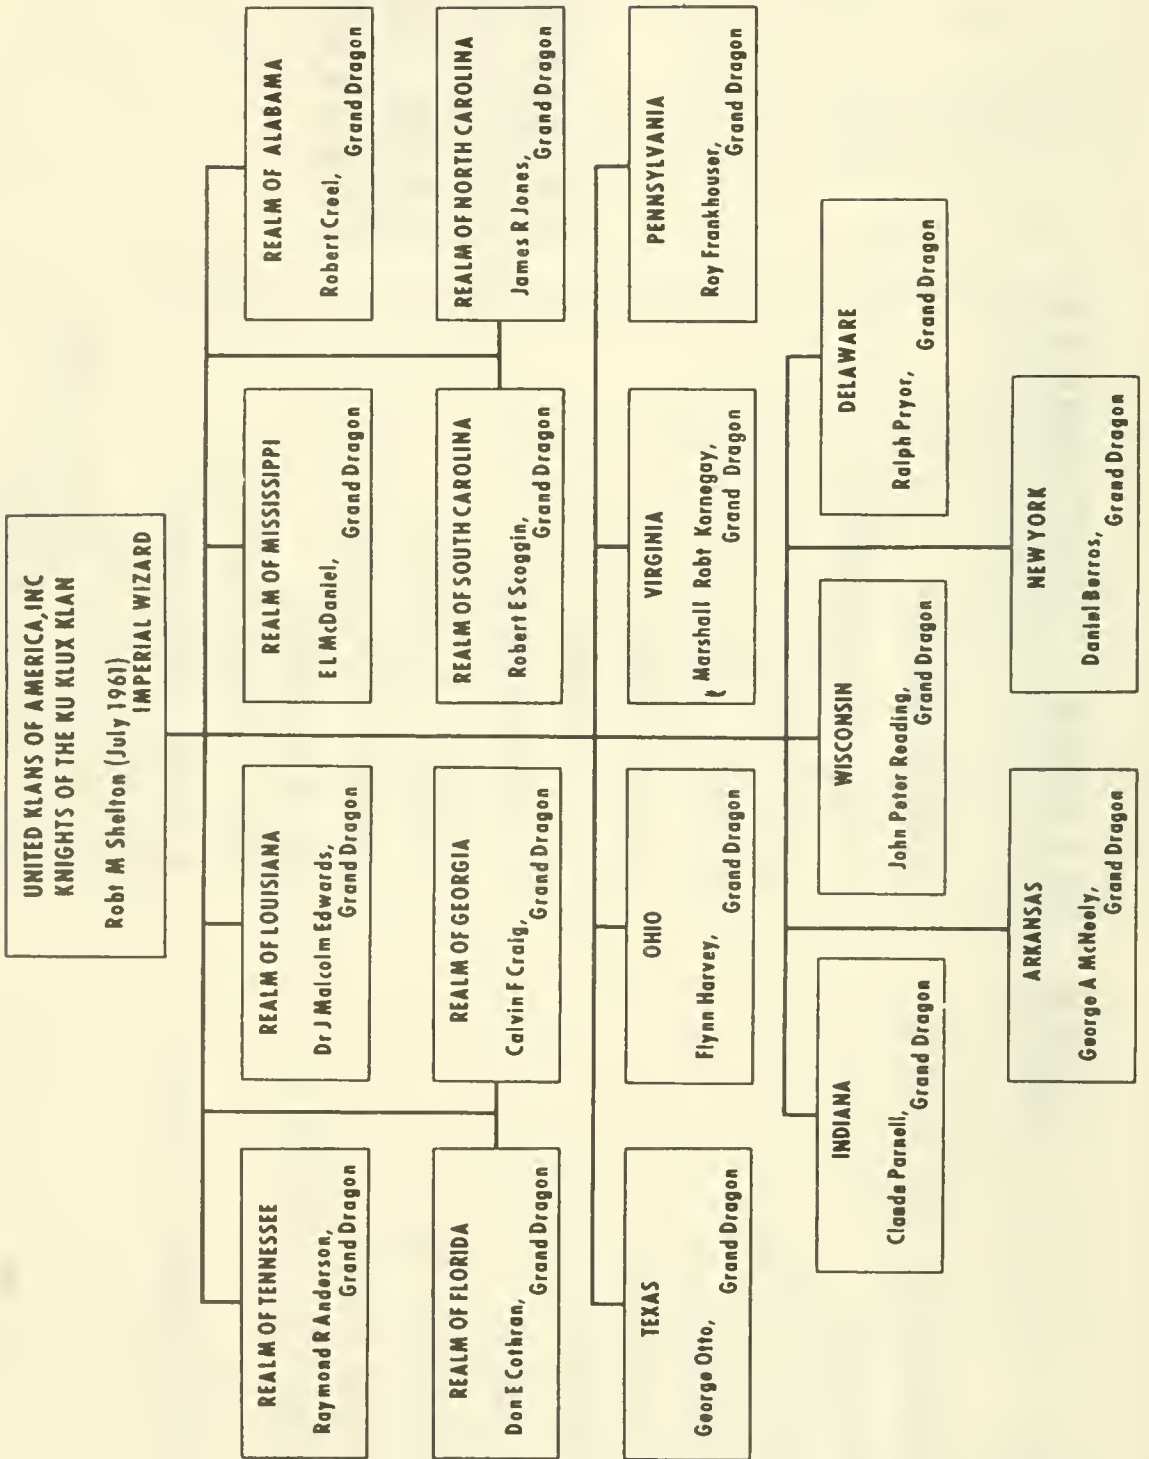 UNITED KLANS OF AMERICA, INC
KNIGHTS OF THE KU KLUX KLAN
Robt M Shelton (July 1961)
IMPERIAL WIZARD
REALM OF TENNESSEE
Raymond R Anderson,
Grand Dragon
REALM OF LOUISIANA
Dr J Malcolm Edwards,
Grand Dragon
REALM OF MISSISSIPPI
E L McDaniel,
Grand Dragon
REALM OF ALABAMA
Robert Creel,
Grand Dragon
REALM OF FLORIDA
Don E Cothran,
Grand Dragon
REALM OF GEORGIA
Calvin F Craig,
Grand Dragon
REALM OF SOUTH CAROLINA
Robert E Scoggin,
Grand Dragon
REALM OF NORTH CAROLINA
James R Jones,
Grand Dragon
TEXAS
George Otto,
Grand Dragon
OHIO
Flynn Harvey,
Grand Dragon
VIRGINIA
Marshall Robt Kornegay,
Grand Dragon
PENNSYLVANIA
Roy Frankhouser,
Grand Dragon
INDIANA
Claude Parnell,
Grand Dragon
WISCONSIN
John Peter Reading,
Grand Dragon
DELAWARE
Ralph Pryor,
Grand Dragon
ARKANSAS
George A McNeely,
Grand Dragon
NEW YORK
Daniel Burros,
Grand Dragon